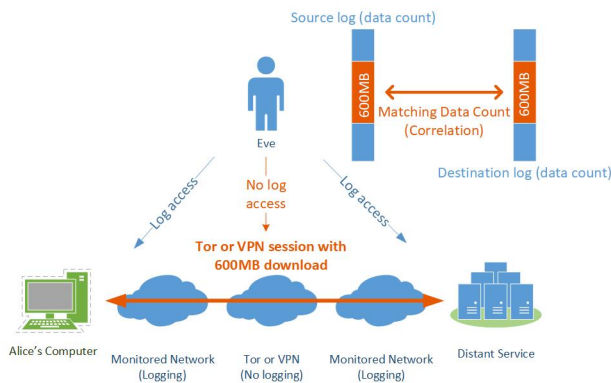 Source log (data count)
600MB
600MB
Matching Data Count
(Correlation)
Destination log (data count)
Eve
Log access
No log
access
Log access
Tor or VPN session with
600MB download
Alice's Computer
Monitored Network
(Logging)
Tor or VPN
(No logging)
Monitored Network
(Logging)
Distant Service